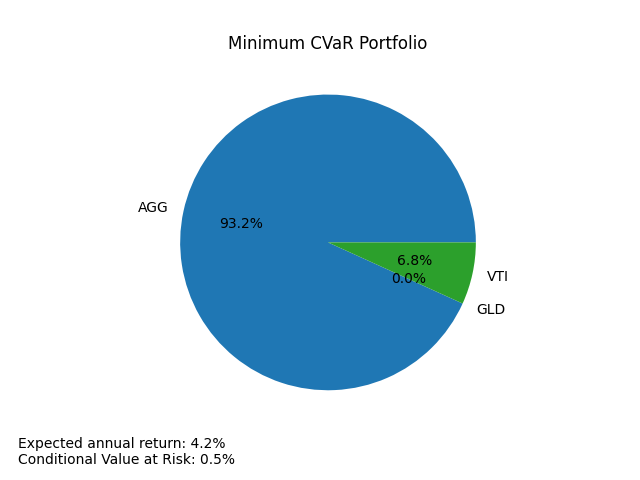 Minimum CVaR Portfolio
AGG
93.2%
6.8%
VTI
0.0%
GLD
Expected annual return: 4.2%
Conditional Value at Risk: 0.5%